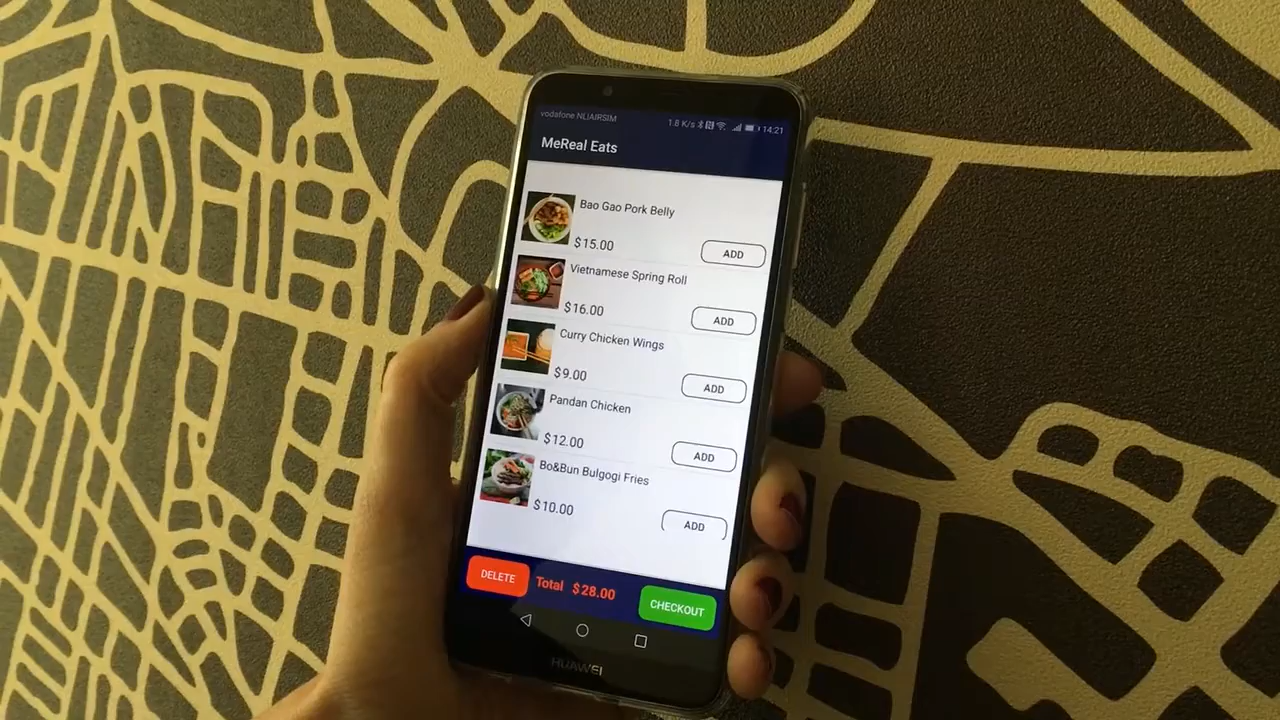 vodafone NL|AIRSIM 1.8 K/s 14:21
MeReal Eats
Bao Gao Pork Belly
$15.00 ADD
Vietnamese Spring Roll
$16.00 ADD
Curry Chicken Wings
$9.00 ADD
Pandan Chicken
$12.00 ADD
Bo&Bun Bulgogi Fries
$10.00 ADD
DELETE Total $28.00 CHECKOUT
HUAWEI